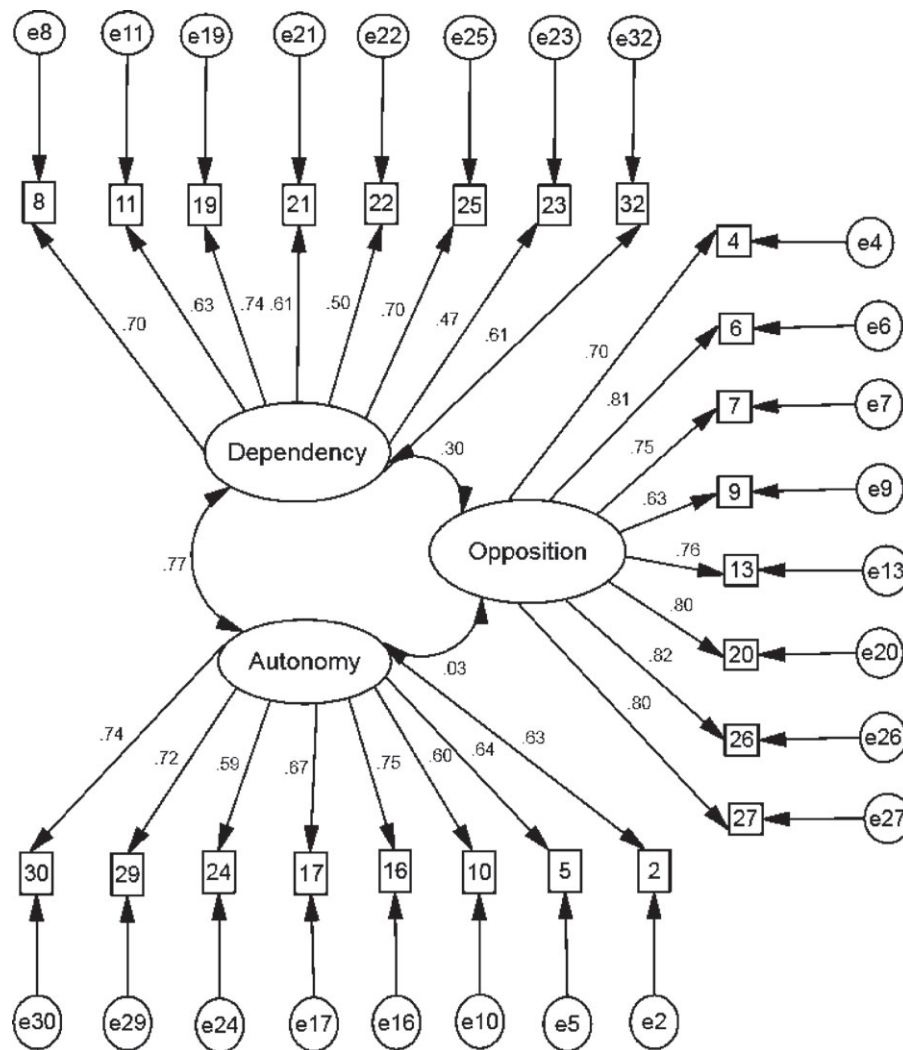 e8 e11 e19 e21 e22 e25 e23 e32
8 11 19 21 22 25 23 32
4 e4
.70 .63 .74 .61 .50 .70 .47 .61
.70
6 e6
.81
7 e7
.75
Dependency
.30
.63
9 e9
Opposition
.76
13 e13
.77
.80
20 e20
Autonomy
.03
.82
26 e26
.80
27 e27
.74 .72 .59 .67 .75 .60 .64 .63
30 29 24 17 16 10 5 2
e30 e29 e24 e17 e16 e10 e5 e2